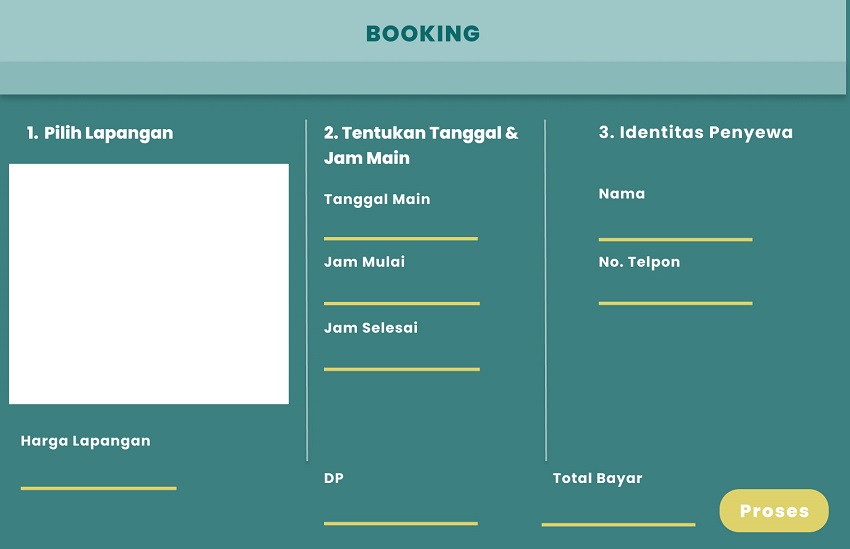 BOOKING
1. Pilih Lapangan
Harga Lapangan
2. Tentukan Tanggal &
Jam Main
Tanggal Main
Jam Mulai
Jam Selesai
3. Identitas Penyewa
Nama
No. Telpon
DP
Total Bayar
Proses